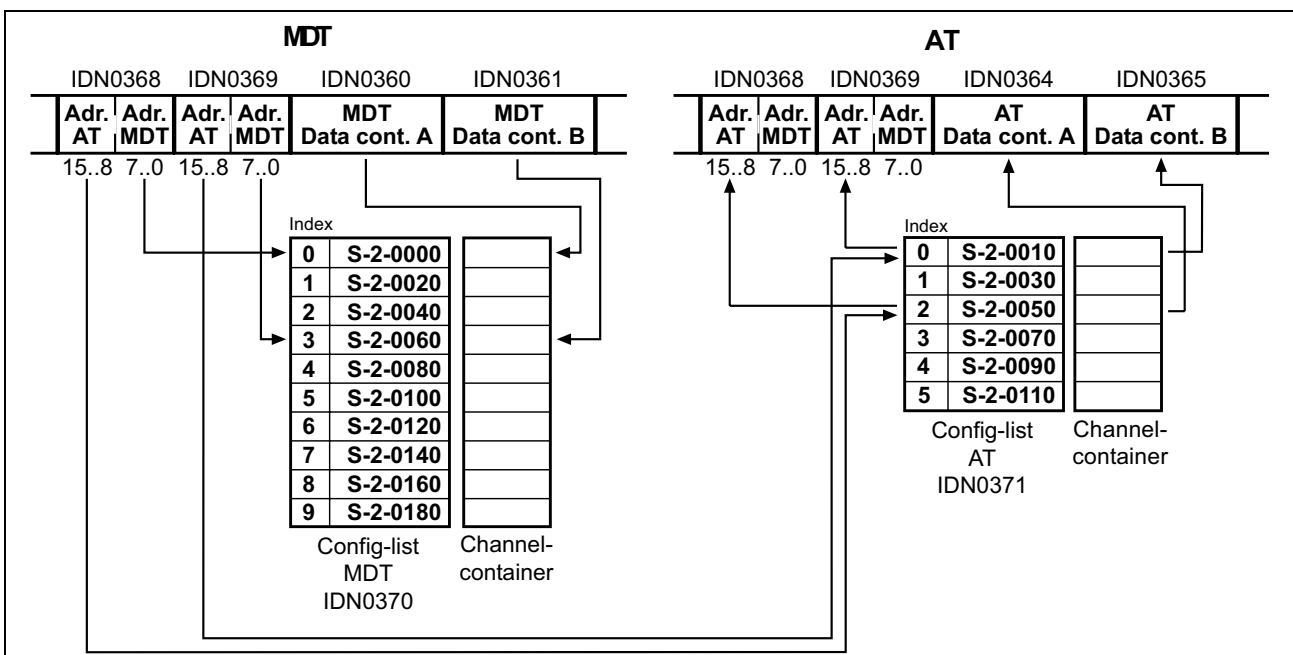 MDT
IDN0368 IDN0369 IDN0360 IDN0361
Adr. Adr. Adr. Adr. MDT MDT
AT MDT AT MDT Data cont. A Data cont. B
15..8 7..0 15..8 7..0
Index
0 S-2-0000
1 S-2-0020
2 S-2-0040
3 S-2-0060
4 S-2-0080
5 S-2-0100
6 S-2-0120
7 S-2-0140
8 S-2-0160
9 S-2-0180
Config-list
MDT
IDN0370
Channel-
container
AT
IDN0368 IDN0369 IDN0364 IDN0365
Adr. Adr. Adr. Adr. AT AT
AT MDT AT MDT Data cont. A Data cont. B
15..8 7..0 15..8 7..0
Index
0 S-2-0010
1 S-2-0030
2 S-2-0050
3 S-2-0070
4 S-2-0090
5 S-2-0110
Config-list
AT
IDN0371
Channel-
container